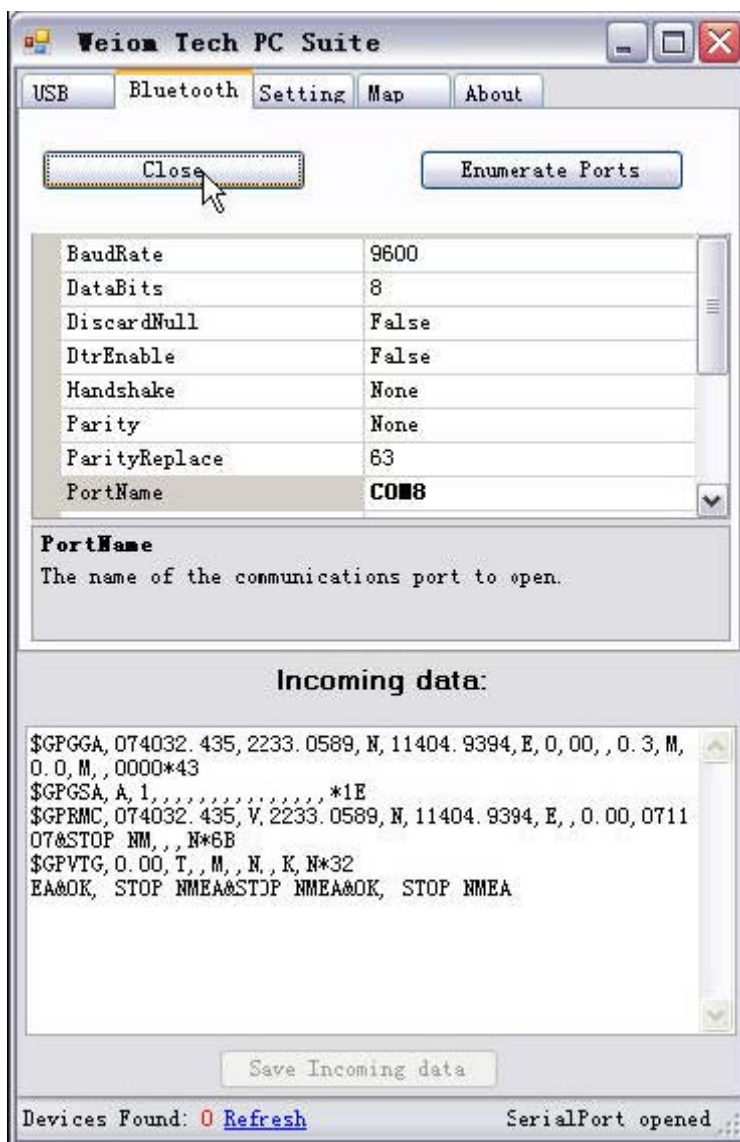 Weiom Tech PC Suite
USB Bluetooth Setting Map About
Close Enumerate Ports
BaudRate 9600
DataBits 8
DiscardNull False
DtrEnable False
Handshake None
Parity None
ParityReplace 63
PortName COM8
PortName
The name of the communications port to open.
Incoming data:
$GPGGA,074032.435,2233.0589,N,11404.9394,E,0,00,,0.3,M,
0.0,M,,0000*43
$GPGSA,A,1,,,,,,,,,,,,,,,*1E
$GPRMC,074032.435,V,2233.0589,N,11404.9394,E,,0.00,0711
07&STOP NM,,,N*6B
$GPVTG,0.00,T,,M,,N,,K,N*32
EA&OK, STOP NMEA&STOP NMEA&OK, STOP NMEA
Save Incoming data
Devices Found: 0 Refresh SerialPort opened